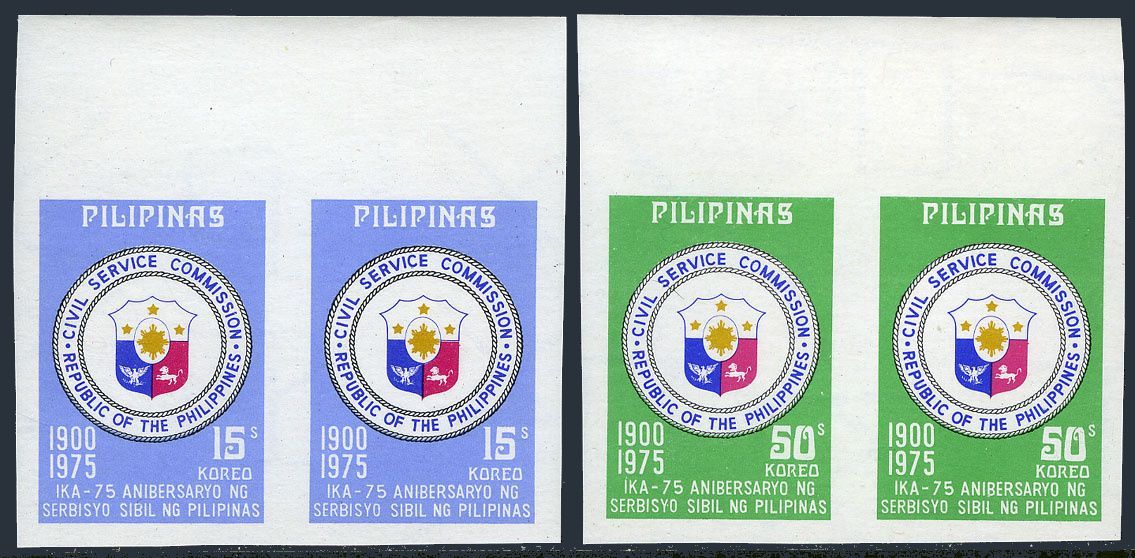 PILIPINAS
CIVIL SERVICE COMMISSION
REPUBLIC OF THE PHILIPPINES
1900
1975
15s
KOREO
IKA-75 ANIBERSARYO NG
SERBISYO SIBIL NG PILIPINAS
PILIPINAS
CIVIL SERVICE COMMISSION
REPUBLIC OF THE PHILIPPINES
1900
1975
15s
KOREO
IKA-75 ANIBERSARYO NG
SERBISYO SIBIL NG PILIPINAS
PILIPINAS
CIVIL SERVICE COMMISSION
REPUBLIC OF THE PHILIPPINES
1900
1975
50s
KOREO
IKA-75 ANIBERSARYO NG
SERBISYO SIBIL NG PILIPINAS
PILIPINAS
CIVIL SERVICE COMMISSION
REPUBLIC OF THE PHILIPPINES
1900
1975
50s
KOREO
IKA-75 ANIBERSARYO NG
SERBISYO SIBIL NG PILIPINAS